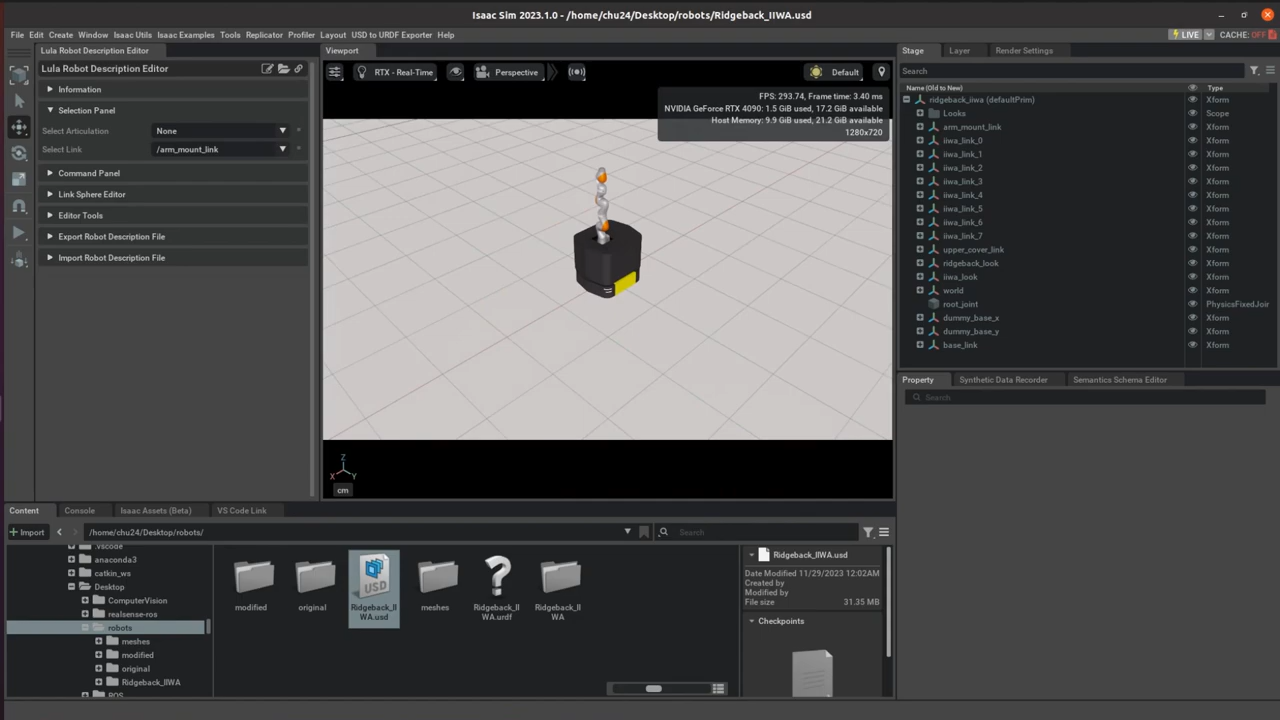 Isaac Sim 2023.1.0 - /home/chu24/Desktop/robots/Ridgeback_IIWA.usd
File Edit Create Window Isaac Utils Isaac Examples Tools Replicator Profiler Layout USD to URDF Exporter Help
LIVE CACHE: OFF
Lula Robot Description Editor
Lula Robot Description Editor
Information
Selection Panel
Select Articulation None
Select Link /arm_mount_link
Command Panel
Link Sphere Editor
Editor Tools
Export Robot Description File
Import Robot Description File
Viewport
RTX - Real-Time Perspective Default
FPS: 293.74, Frame time: 3.40 ms
NVIDIA GeForce RTX 4090: 1.5 GiB used, 17.2 GiB available
Host Memory: 9.9 GiB used, 21.2 GiB available
1280x720
Z
X Y
cm
Stage Layer Render Settings
Search
Name (Old to New) Type
ridgeback_iiwa (defaultPrim) Xform
Looks Scope
arm_mount_link Xform
iiwa_link_0 Xform
iiwa_link_1 Xform
iiwa_link_2 Xform
iiwa_link_3 Xform
iiwa_link_4 Xform
iiwa_link_5 Xform
iiwa_link_6 Xform
iiwa_link_7 Xform
upper_cover_link Xform
ridgeback_look Xform
iiwa_look Xform
world Xform
root_joint PhysicsFixedJoir
dummy_base_x Xform
dummy_base_y Xform
base_link Xform
Property Synthetic Data Recorder Semantics Schema Editor
Search
Content Console Isaac Assets (Beta) VS Code Link
Import /home/chu24/Desktop/robots/ Search
.vscode
anaconda3
catkin_ws
Desktop
ComputerVision
realsense-ros
robots
meshes
modified
original
Ridgeback_IIWA
ROS
modified
original
USD
Ridgeback_II
WA.usd
meshes
Ridgeback_II
WA.urdf
Ridgeback_II
WA
Ridgeback_IIWA.usd
Date Modified 11/29/2023 12:02AM
Created by
Modified by
File size 31.35 MB
Checkpoints